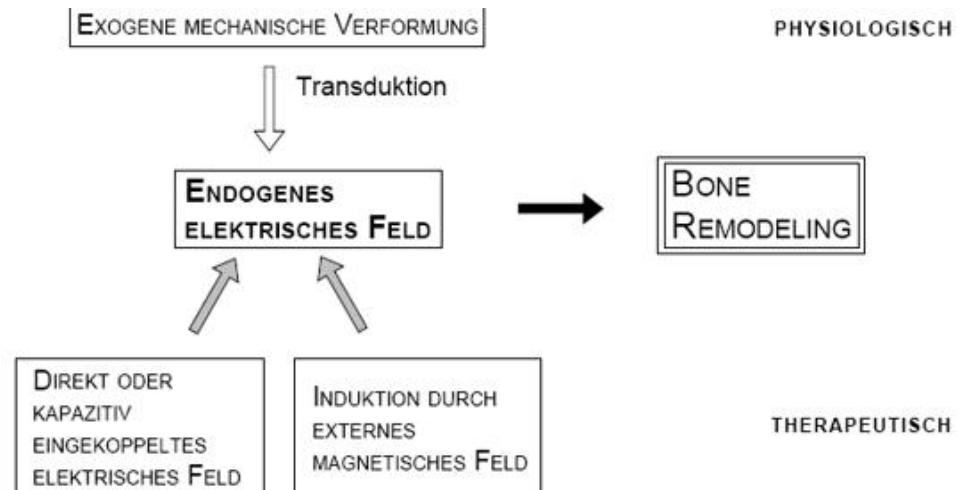 EXOGENE MECHANISCHE VERFORMUNG
PHYSIOLOGISCH
Transduktion
ENDOGENES
ELEKTRISCHES FELD
BONE
REMODELING
DIREKT ODER
KAPAZITIV
EINGEKOPPELTES
ELEKTRISCHES FELD
INDUKTION DURCH
EXTERNES
MAGNETISCHES FELD
THERAPEUTISCH